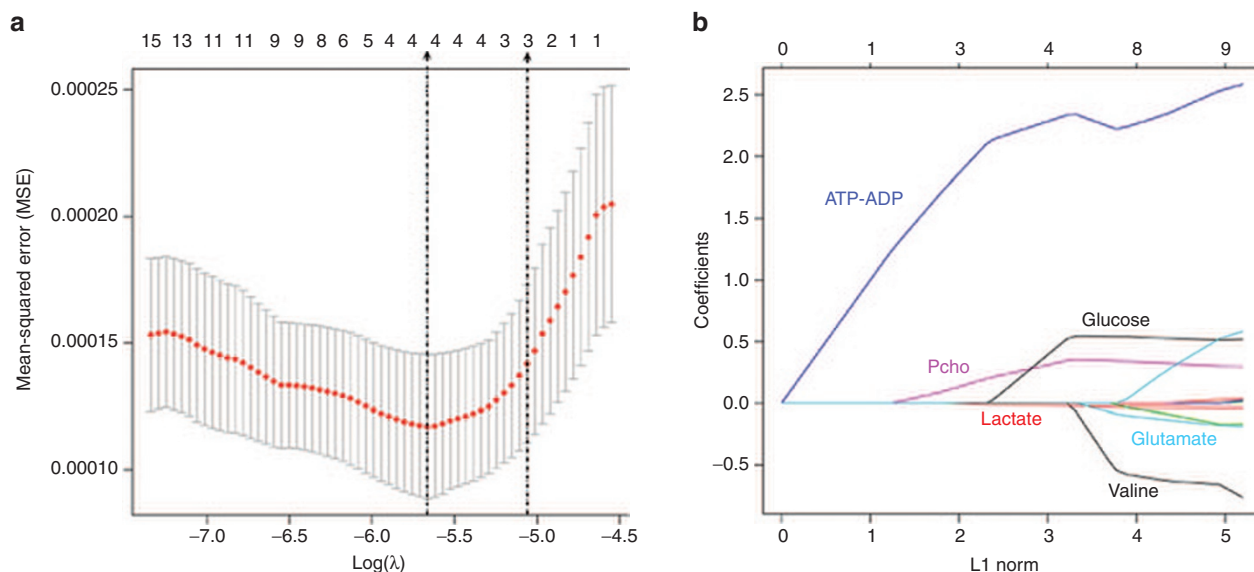 a
15 13 11 11 9 9 8 6 5 4 4 4 4 4 3 3 2 1 1
0.00025
0.00020
0.00015
0.00010
Mean-squared error (MSE)
−7.0 −6.5 −6.0 −5.5 −5.0 −4.5
Log(λ)
b
0 1 3 4 8 9
2.5
2.0
1.5
1.0
0.5
0.0
−0.5
Coefficients
ATP-ADP
Glucose
Pcho
Lactate
Glutamate
Valine
0 1 2 3 4 5
L1 norm